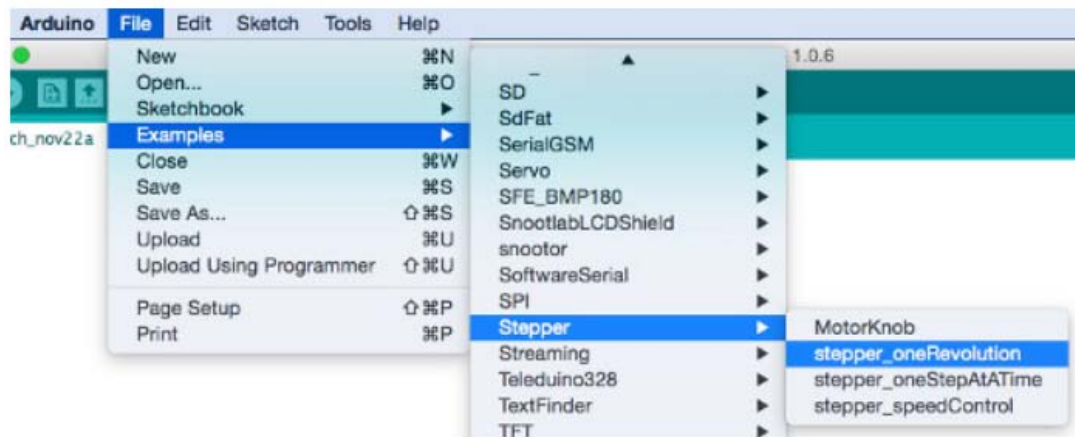 Arduino File Edit Sketch Tools Help
1.0.6
ch_nov22a
New ⌘N
Open... ⌘O
Sketchbook ▶
Examples ▶
Close ⌘W
Save ⌘S
Save As... ⇧⌘S
Upload ⌘U
Upload Using Programmer ⇧⌘U
Page Setup ⇧⌘P
Print ⌘P
SD ▶
SdFat ▶
SerialGSM ▶
Servo ▶
SFE_BMP180 ▶
SnootlabLCDShield ▶
snootor ▶
SoftwareSerial ▶
SPI ▶
Stepper ▶
Streaming ▶
Teleduino328 ▶
TextFinder ▶
TFT ▶
MotorKnob
stepper_oneRevolution
stepper_oneStepAtATime
stepper_speedControl